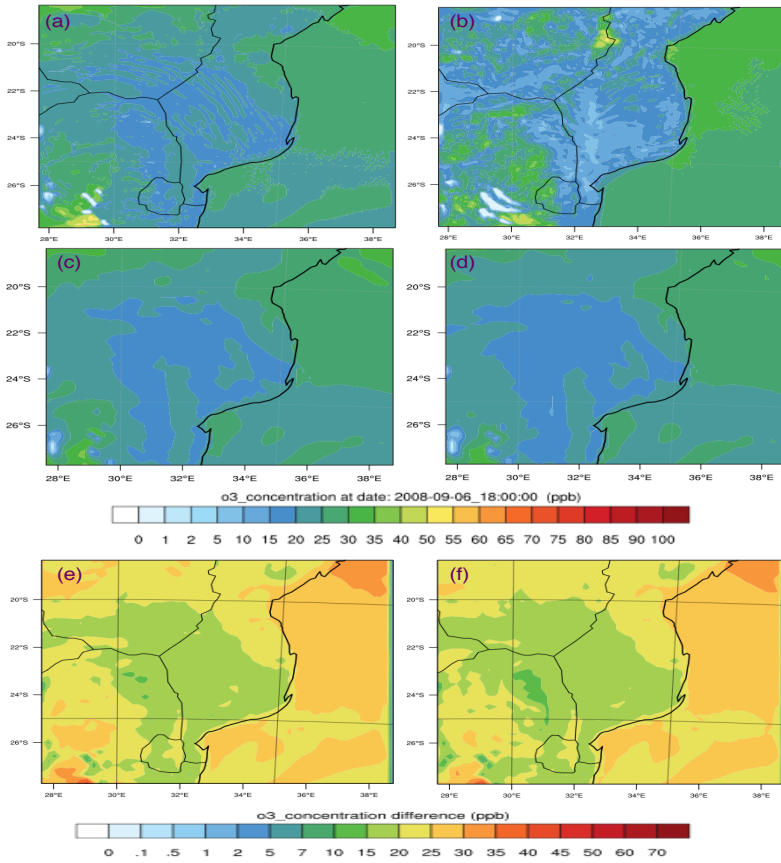 (a) (b)
20°S 20°S
22°S 22°S
24°S 24°S
26°S 26°S
28°E 30°E 32°E 34°E 36°E 38°E 28°E 30°E 32°E 34°E 36°E 38°E
(c) (d)
20°S 20°S
22°S 22°S
24°S 24°S
26°S 26°S
28°E 30°E 32°E 34°E 36°E 38°E 28°E 30°E 32°E 34°E 36°E 38°E
o3_concentration at date: 2008-09-06_18:00:00 (ppb)
0 1 2 5 10 15 20 25 30 35 40 50 55 60 65 70 75 80 85 90 100
(e) (f)
20°S 20°S
22°S 22°S
24°S 24°S
26°S 26°S
28°E 30°E 32°E 34°E 36°E 38°E 28°E 30°E 32°E 34°E 36°E 38°E
o3_concentration difference (ppb)
0 .1 .5 1 2 5 7 10 15 20 25 30 35 40 45 50 60 70